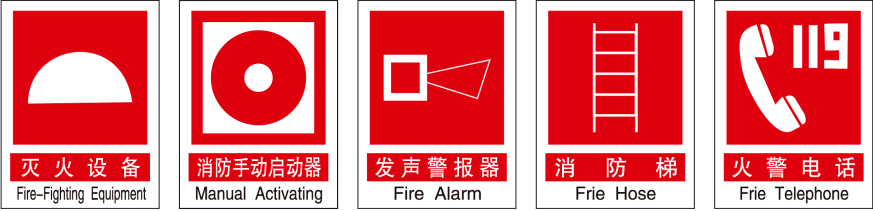 灭火设备
Fire-Fighting Equipment
消防手动启动器
Manual Activating
发声警报器
Fire Alarm
消防梯
Frie Hose
119
火警电话
Frie Telephone